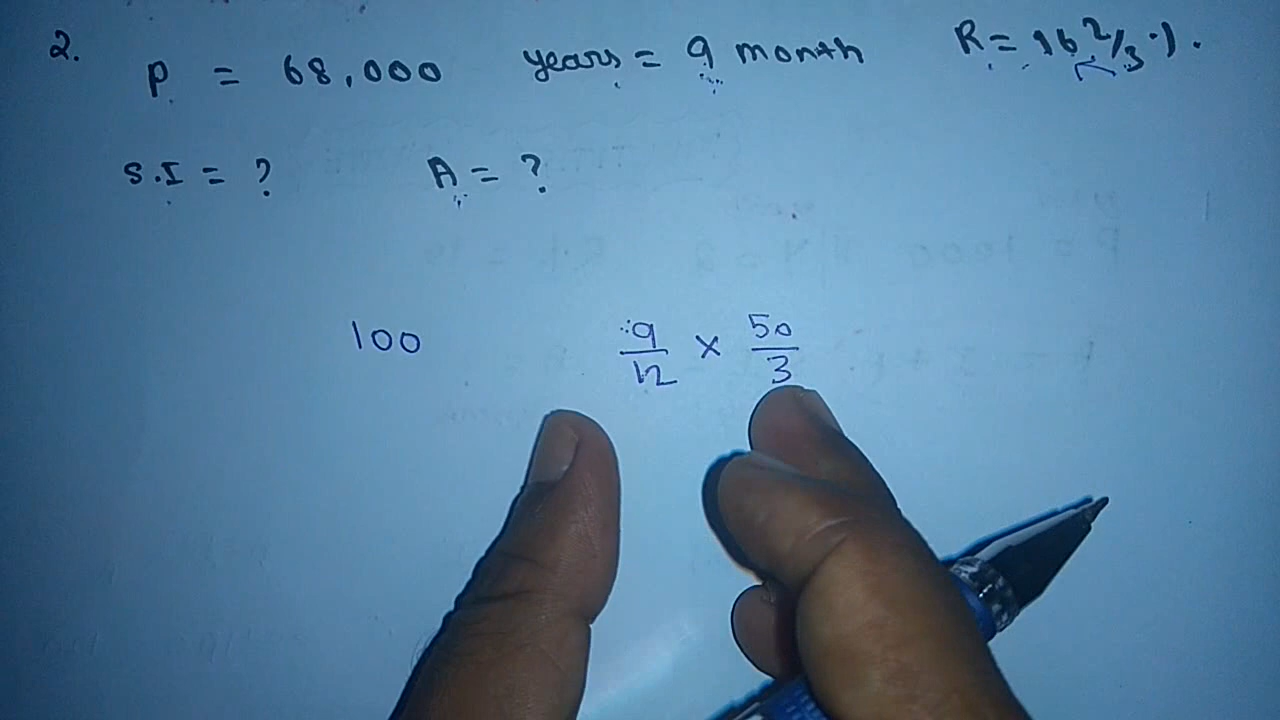 2.
P = 68,000 years = 9 month R = 16 2/3 %.
S.I = ? A = ?
100 9/12 × 50/3